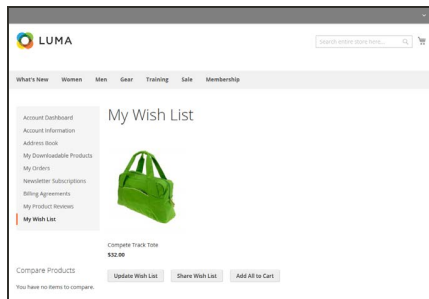 LUMA
Search entire store here...
What's New Women Men Gear Training Sale Membership
Account Dashboard
Account Information
Address Book
My Downloadable Products
My Orders
Newsletter Subscriptions
Billing Agreements
My Product Reviews
My Wish List
My Wish List
Compete Track Tote
$32.00
Update Wish List Share Wish List Add All to Cart
Compare Products
You have no items to compare.